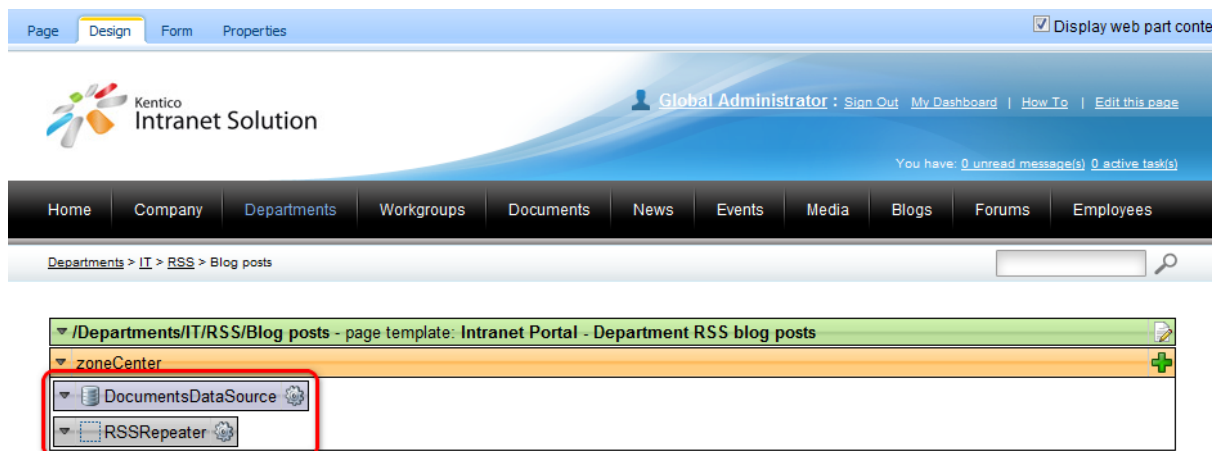 Page Design Form Properties Display web part conte
Kentico
Intranet Solution
Global Administrator : Sign Out My Dashboard | How To | Edit this page
You have: 0 unread message(s) 0 active task(s)
Home Company Departments Workgroups Documents News Events Media Blogs Forums Employees
Departments > IT > RSS > Blog posts
/Departments/IT/RSS/Blog posts - page template: Intranet Portal - Department RSS blog posts
zoneCenter
DocumentsDataSource
RSSRepeater